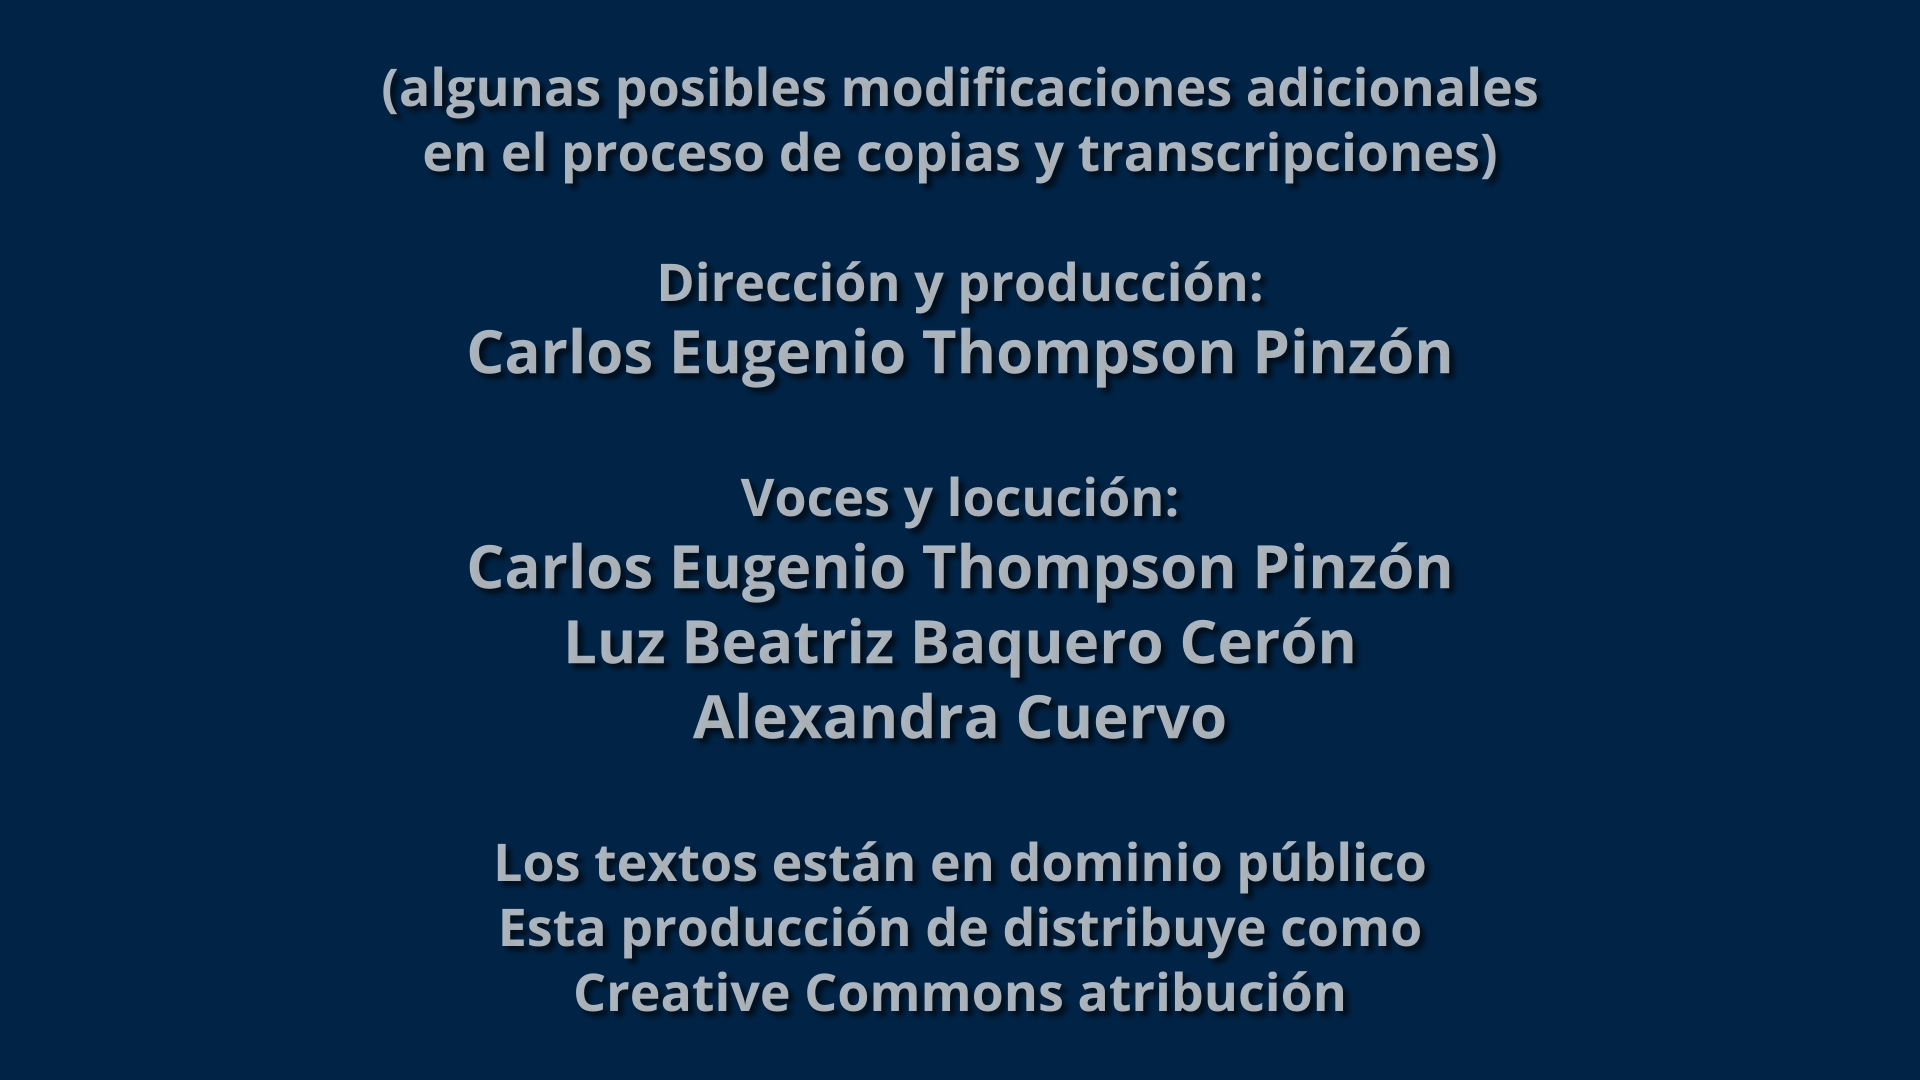 (algunas posibles modificaciones adicionales
en el proceso de copias y transcripciones)
Dirección y producción:
Carlos Eugenio Thompson Pinzón
Voces y locución:
Carlos Eugenio Thompson Pinzón
Luz Beatriz Baquero Cerón
Alexandra Cuervo
Los textos están en dominio público
Esta producción de distribuye como
Creative Commons atribución